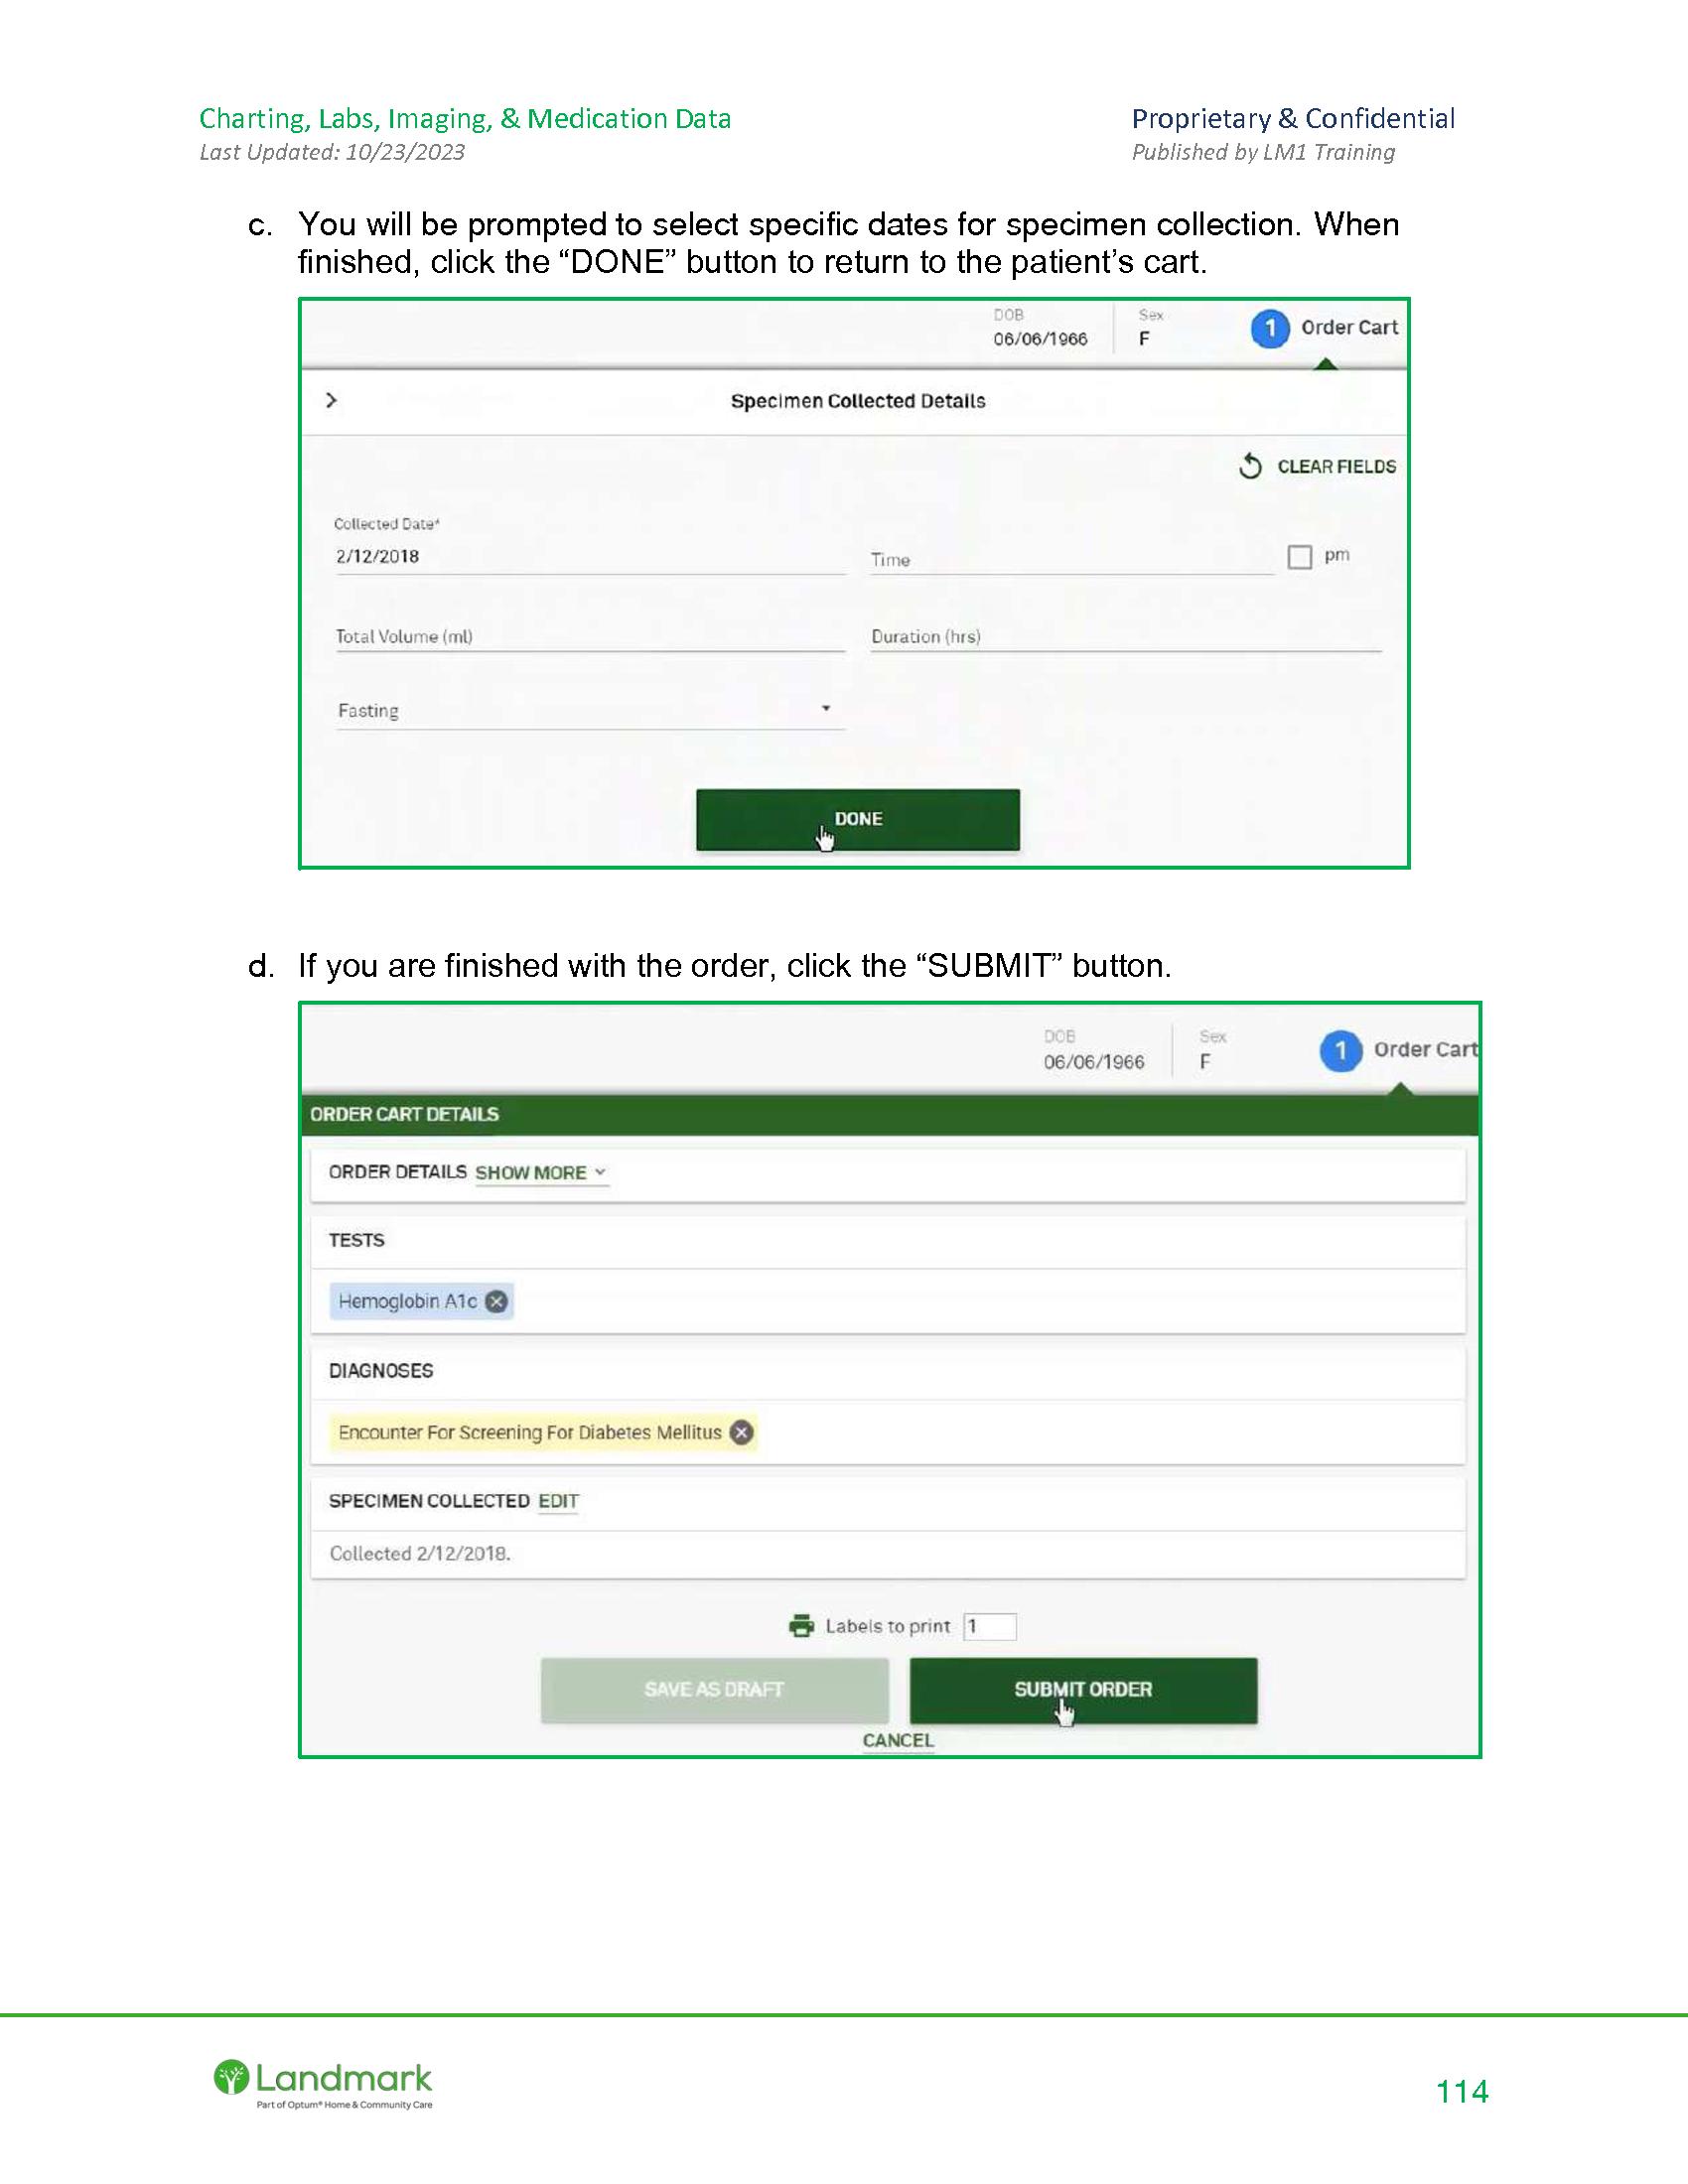 Charting, Labs, Imaging, & Medication Data
Proprietary & Confidential
Last Updated: 10/23/2023
Published by LM1 Training
c. You will be prompted to select specific dates for specimen collection. When
finished, click the “DONE” button to return to the patient’s cart.
DOB
Sex
06/06/1966
F
1 Order Cart
Specimen Collected Details
CLEAR FIELDS
Collected Date*
2/12/2018
Time
pm
Total Volume (ml)
Duration (hrs)
Fasting
DONE
d. If you are finished with the order, click the “SUBMIT” button.
DOB
Sex
06/06/1966
F
1 Order Cart
ORDER CART DETAILS
ORDER DETAILS SHOW MORE
TESTS
Hemoglobin A1c
DIAGNOSES
Encounter For Screening For Diabetes Mellitus
SPECIMEN COLLECTED EDIT
Collected 2/12/2018.
Labels to print 1
SAVE AS DRAFT
SUBMIT ORDER
CANCEL
Landmark
Part of Optum® Home & Community Care
114